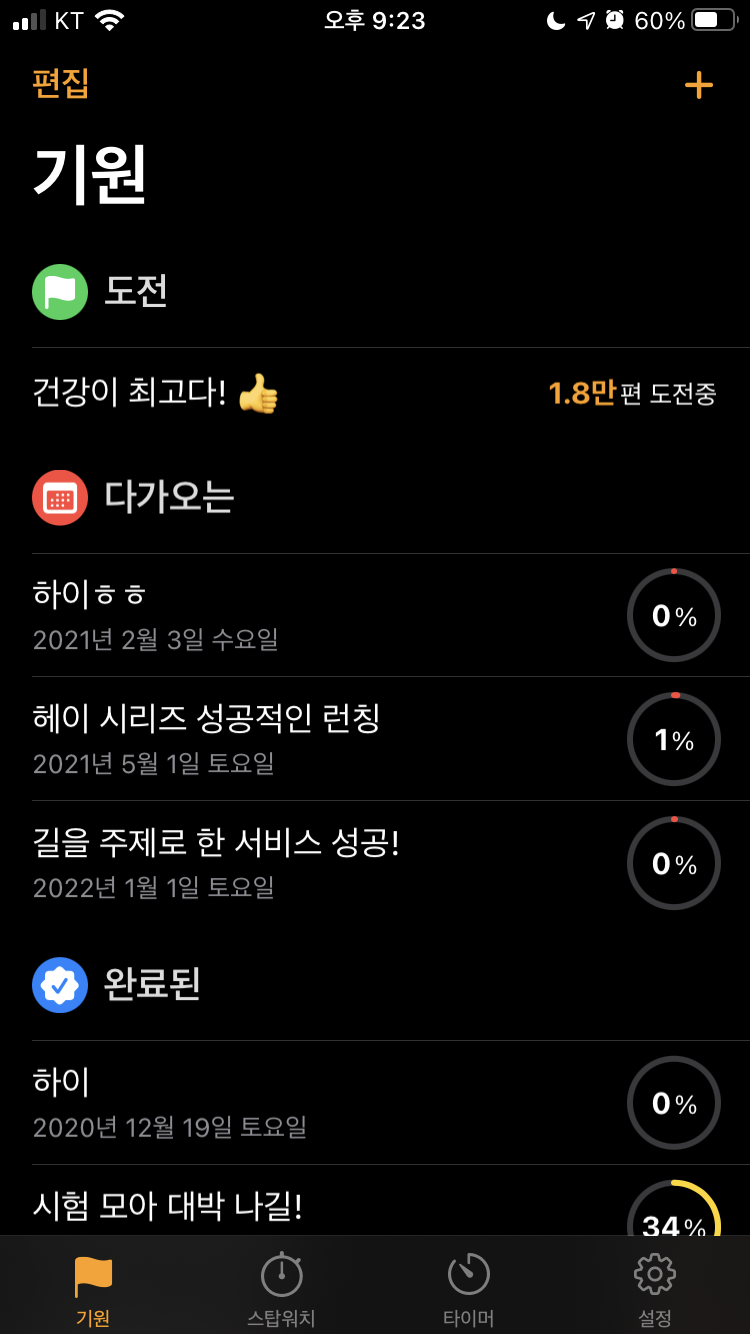 KT 오후 9:23 60%
편집 +
기원
도전
건강이 최고다! 👍 1.8만편 도전중
다가오는
하이ㅎㅎ
2021년 2월 3일 수요일
0%
헤이 시리즈 성공적인 런칭
2021년 5월 1일 토요일
1%
길을 주제로 한 서비스 성공!
2022년 1월 1일 토요일
0%
완료된
하이
2020년 12월 19일 토요일
0%
시험 모아 대박 나길!
34%
기원 스탑워치 타이머 설정